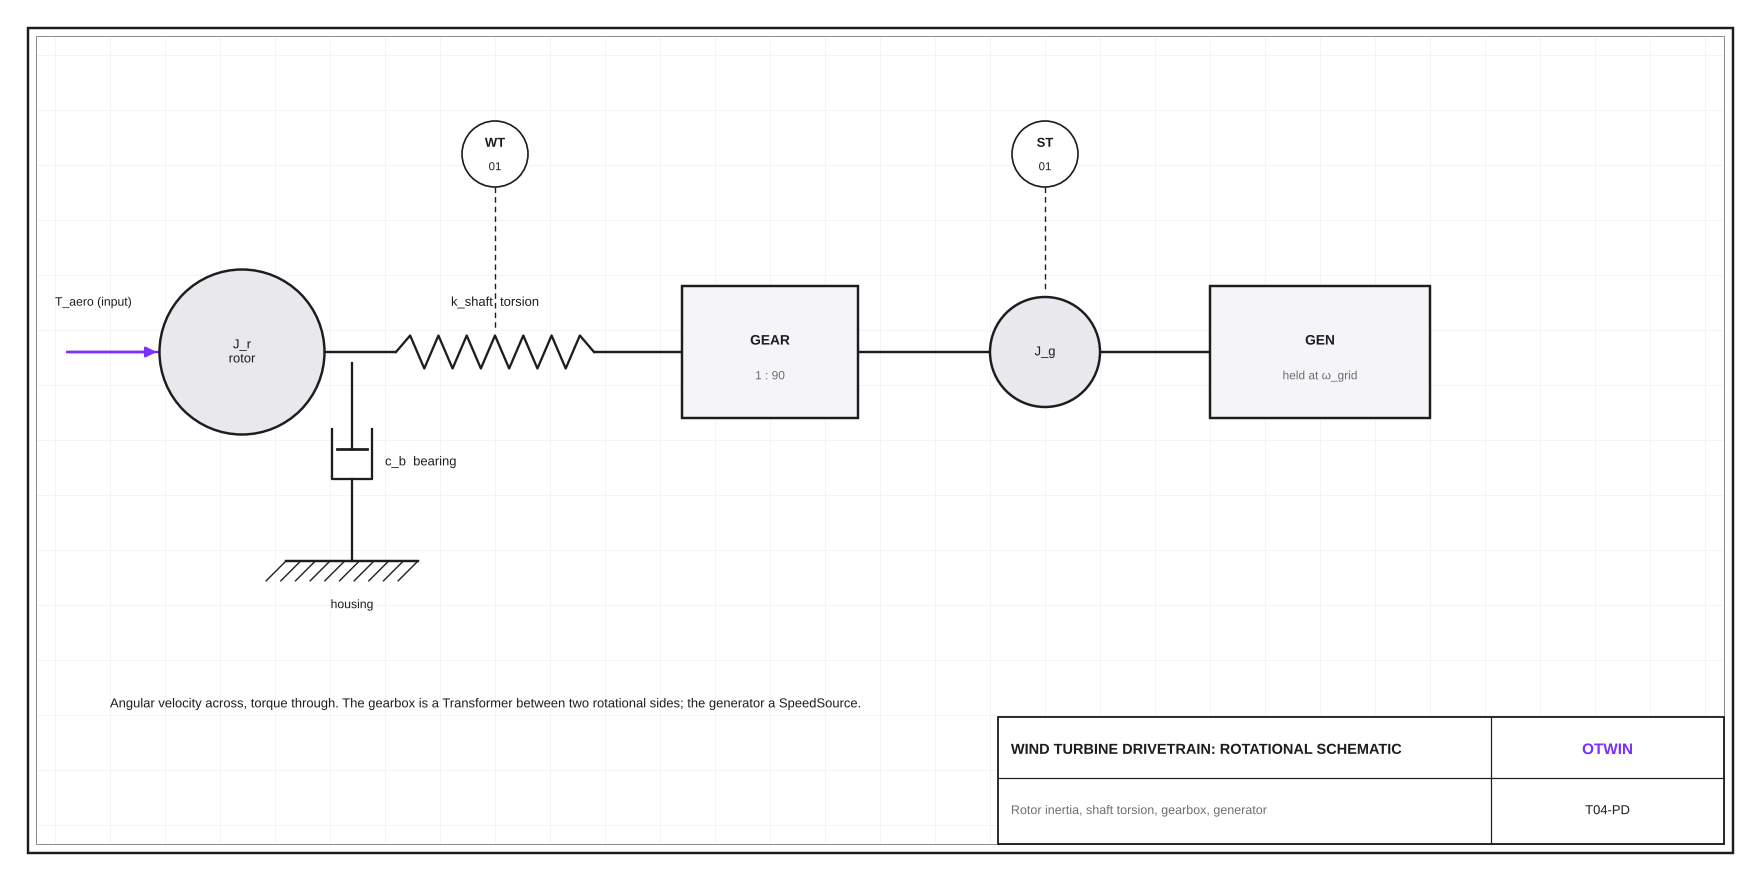 WT
01
ST
01
T_aero (input)
k_shaft torsion
J_r
rotor
GEAR
1 : 90
J_g
GEN
held at ω_grid
c_b bearing
housing
Angular velocity across, torque through. The gearbox is a Transformer between two rotational sides; the generator a SpeedSource.
WIND TURBINE DRIVETRAIN: ROTATIONAL SCHEMATIC
OTWIN
Rotor inertia, shaft torsion, gearbox, generator
T04-PD